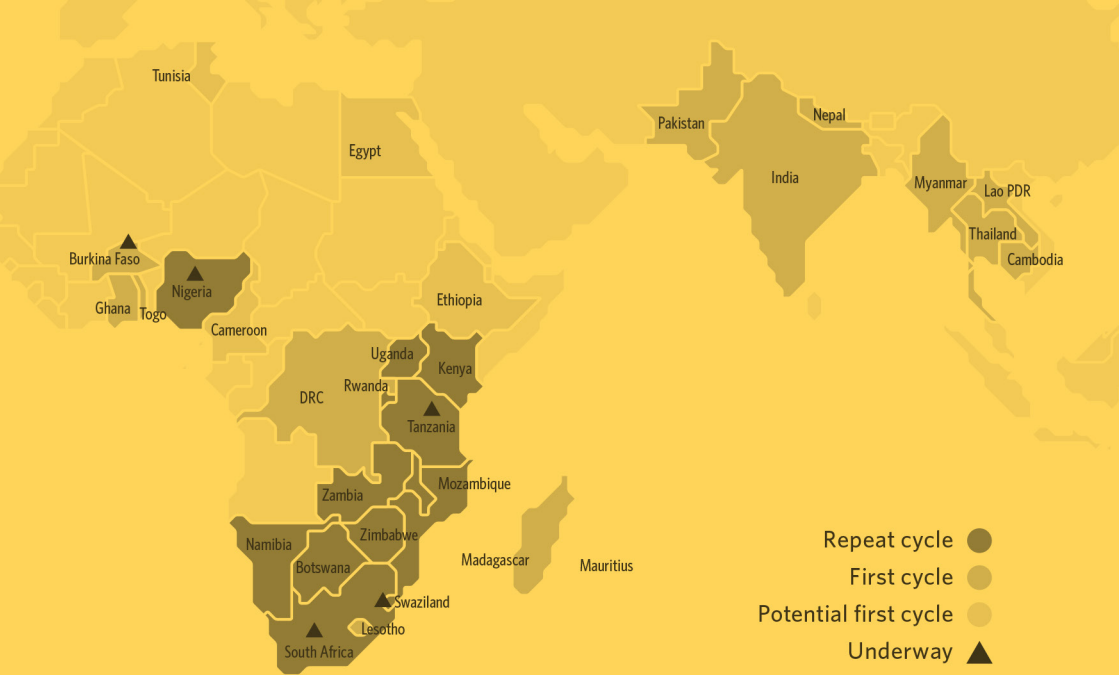 Tunisia
Egypt
Pakistan
Nepal
India
Myanmar
Lao PDR
Thailand
Cambodia
Burkina Faso
Nigeria
Ghana
Togo
Cameroon
Ethiopia
Uganda
Kenya
Rwanda
DRC
Tanzania
Mozambique
Zambia
Zimbabwe
Namibia
Botswana
Madagascar
Mauritius
Swaziland
Lesotho
South Africa
Repeat cycle
First cycle
Potential first cycle
Underway